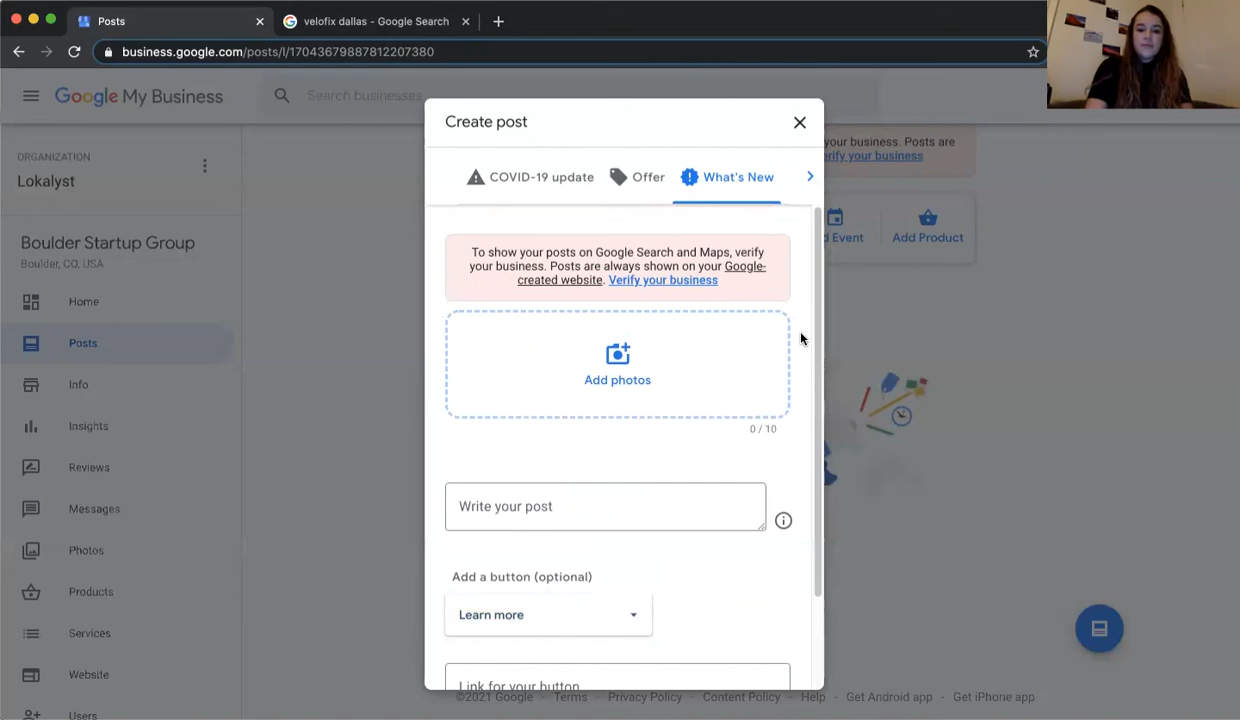 Posts
velofix dallas - Google Search
business.google.com/posts/l/17043679887812207380
Google My Business
Search businesses
ORGANIZATION
Lokalyst
Boulder Startup Group
Boulder, CO, USA
Home
Posts
Info
Insights
Reviews
Messages
Photos
Products
Services
Website
Users
your business. Posts are
verify your business
d Event
Add Product
Create post
COVID-19 update
Offer
What's New
To show your posts on Google Search and Maps, verify
your business. Posts are always shown on your Google-
created website. Verify your business
Add photos
0 / 10
Write your post
Add a button (optional)
Learn more
Link for your button
©2021 Google
Terms
Privacy Policy
Content Policy
Help
Get Android app
Get iPhone app